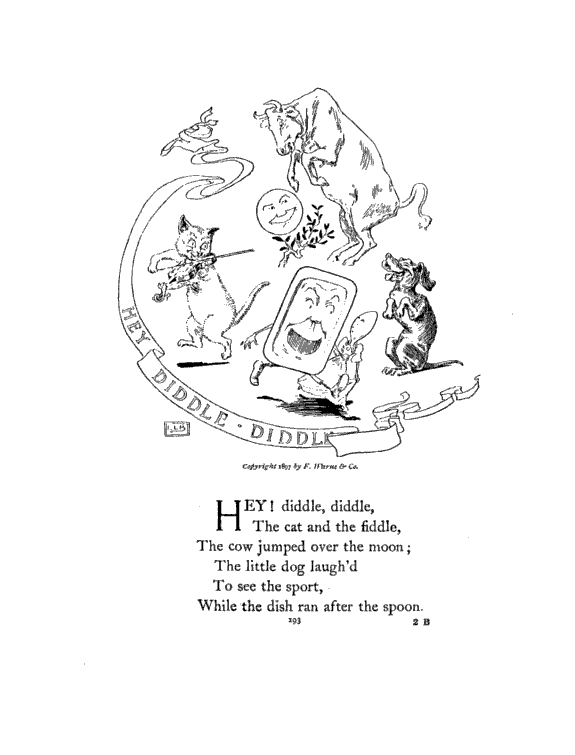 HEY
DIDDLE - DIDDLE
L.L.B
Copyright 1897 by F. Warne & Co.
HEY! diddle, diddle,
The cat and the fiddle,
The cow jumped over the moon;
The little dog laugh'd
To see the sport,
While the dish ran after the spoon.
193
2 B